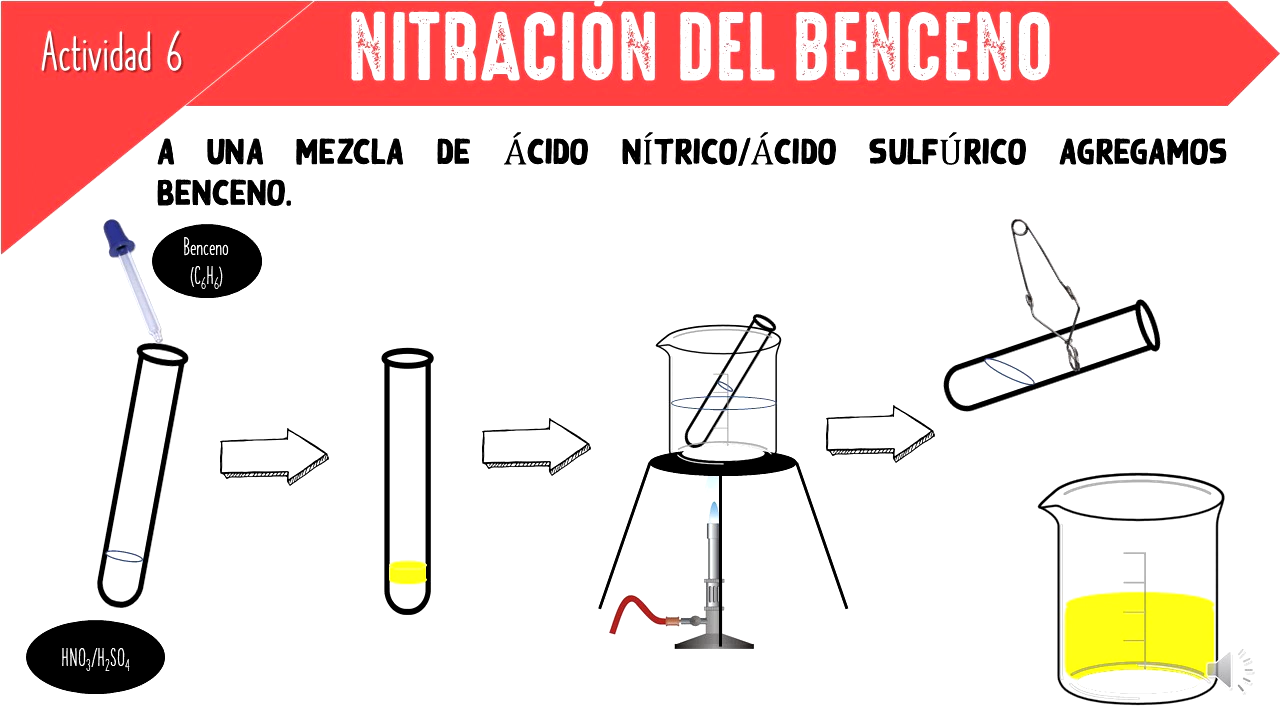 Actividad 6
NITRACIÓN DEL BENCENO
A UNA MEZCLA DE ÁCIDO NÍTRICO/ÁCIDO SULFÚRICO AGREGAMOS
BENCENO.
Benceno
(C₆H₆)
HNO₃/H₂SO₄